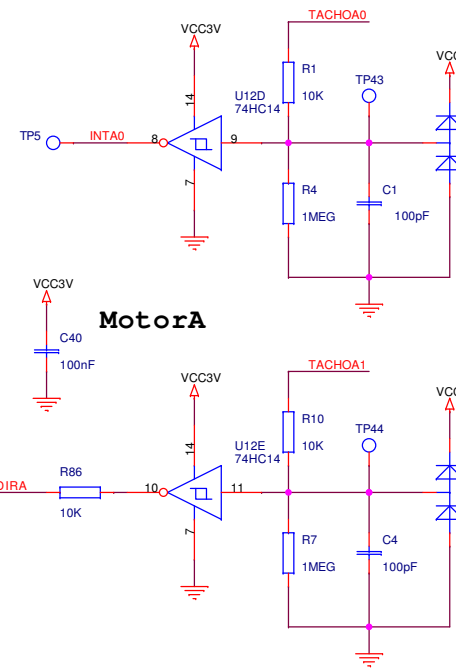 TACHOA0
VCC3V
VCC
R1
10K
TP43
U12D
74HC14
14
TP5
INTA0
8
9
7
R4
1MEG
C1
100pF
VCC3V
MotorA
C40
100nF
TACHOA1
VCC3V
VCC
R10
10K
TP44
U12E
74HC14
14
R86
DIRA
10
11
10K
7
R7
1MEG
C4
100pF